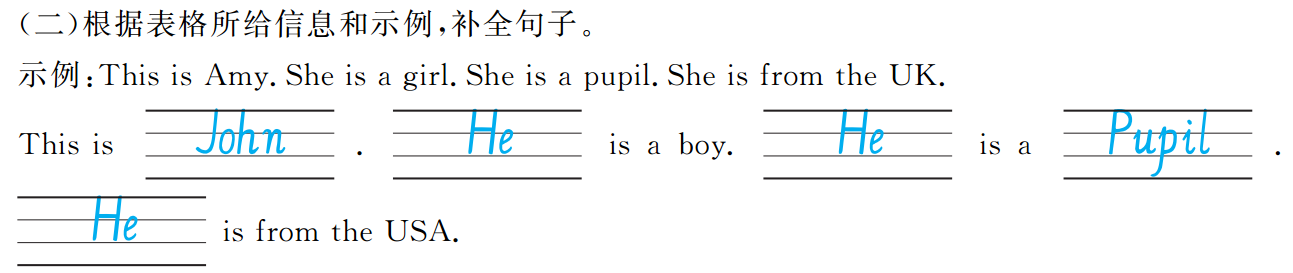 (二)根据表格所给信息和示例,补全句子。
示例:This is Amy. She is a girl. She is a pupil. She is from the UK.
This is John . He is a boy. He is a Pupil .
He is from the USA.